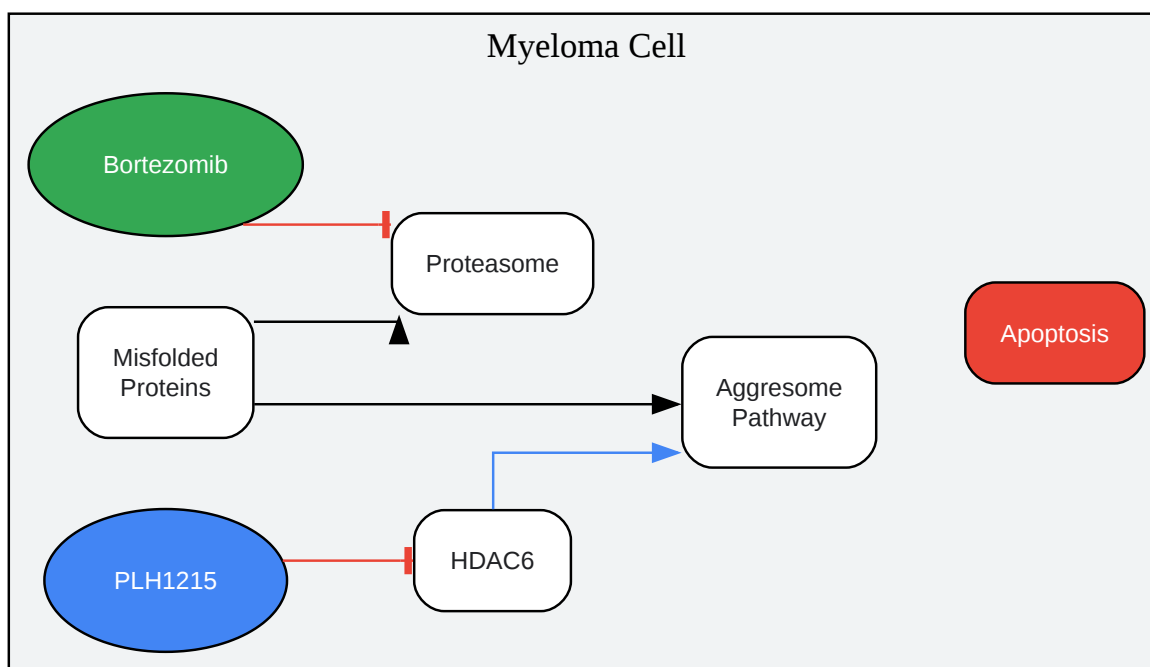 Myeloma Cell
Bortezomib
Proteasome
Misfolded
Proteins
Apoptosis
Aggresome
Pathway
HDAC6
PLH1215